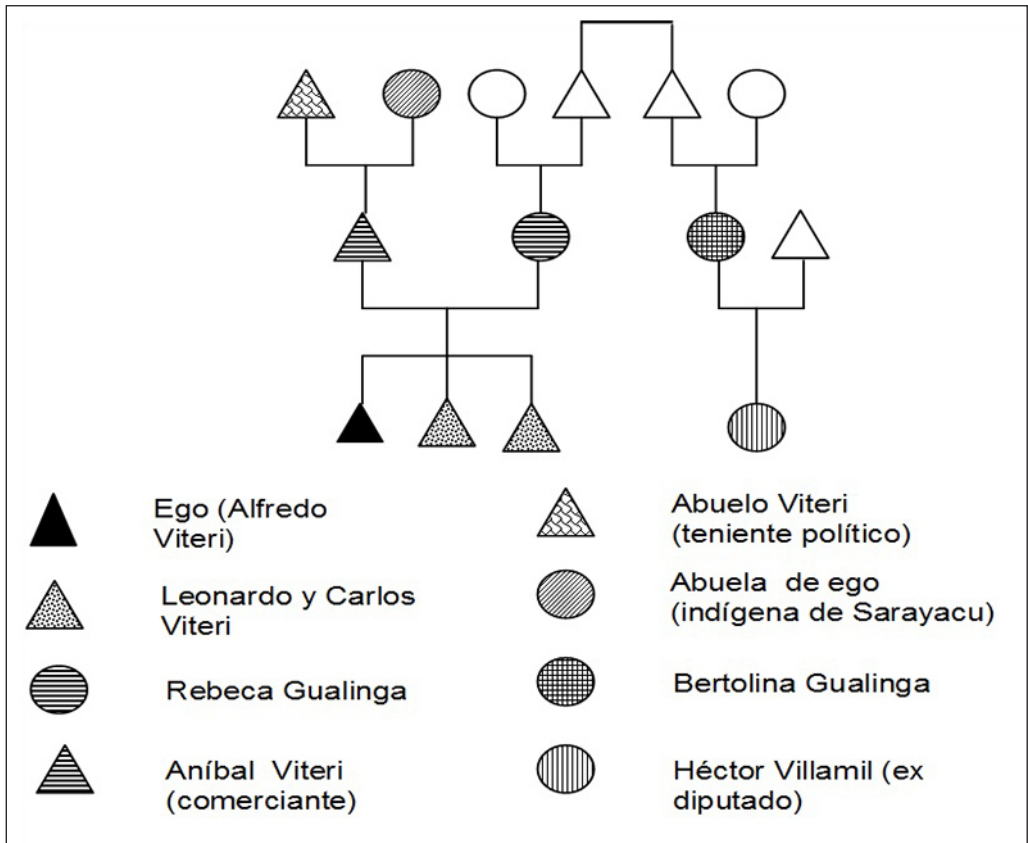 Ego (Alfredo
Viteri)
Leonardo y Carlos
Viteri
Rebeca Gualinga
Aníbal Viteri
(comerciante)
Abuelo Viteri
(teniente político)
Abuela de ego
(indígena de Sarayacu)
Bertolina Gualinga
Héctor Villamil (ex
diputado)